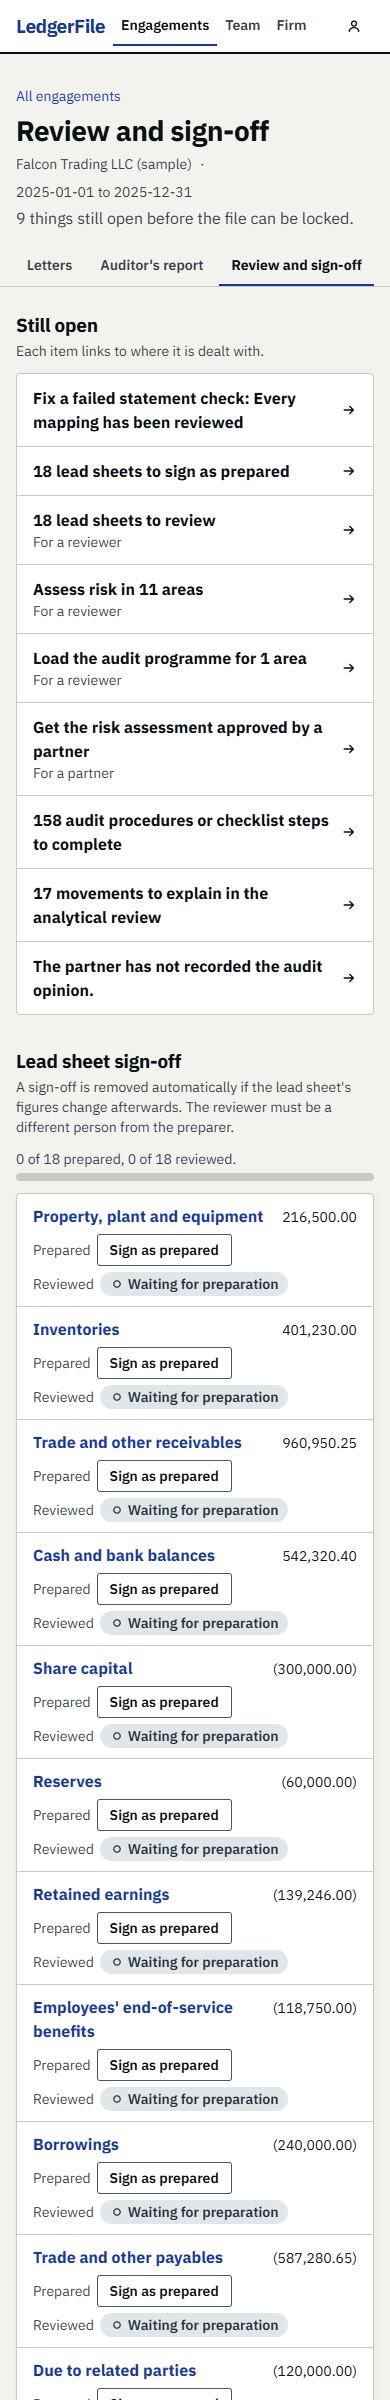 LedgerFile Engagements Team Firm
All engagements
Review and sign-off
Falcon Trading LLC (sample) ·
2025-01-01 to 2025-12-31
9 things still open before the file can be locked.
Letters Auditor's report Review and sign-off
Still open
Each item links to where it is dealt with.
Fix a failed statement check: Every
mapping has been reviewed
18 lead sheets to sign as prepared
18 lead sheets to review
For a reviewer
Assess risk in 11 areas
For a reviewer
Load the audit programme for 1 area
For a reviewer
Get the risk assessment approved by a
partner
For a partner
158 audit procedures or checklist steps
to complete
17 movements to explain in the
analytical review
The partner has not recorded the audit
opinion.
Lead sheet sign-off
A sign-off is removed automatically if the lead sheet's
figures change afterwards. The reviewer must be a
different person from the preparer.
0 of 18 prepared, 0 of 18 reviewed.
Property, plant and equipment 216,500.00
Prepared Sign as prepared
Reviewed Waiting for preparation
Inventories 401,230.00
Prepared Sign as prepared
Reviewed Waiting for preparation
Trade and other receivables 960,950.25
Prepared Sign as prepared
Reviewed Waiting for preparation
Cash and bank balances 542,320.40
Prepared Sign as prepared
Reviewed Waiting for preparation
Share capital (300,000.00)
Prepared Sign as prepared
Reviewed Waiting for preparation
Reserves (60,000.00)
Prepared Sign as prepared
Reviewed Waiting for preparation
Retained earnings (139,246.00)
Prepared Sign as prepared
Reviewed Waiting for preparation
Employees' end-of-service (118,750.00)
benefits
Prepared Sign as prepared
Reviewed Waiting for preparation
Borrowings (240,000.00)
Prepared Sign as prepared
Reviewed Waiting for preparation
Trade and other payables (587,280.65)
Prepared Sign as prepared
Reviewed Waiting for preparation
Due to related parties (120,000.00)